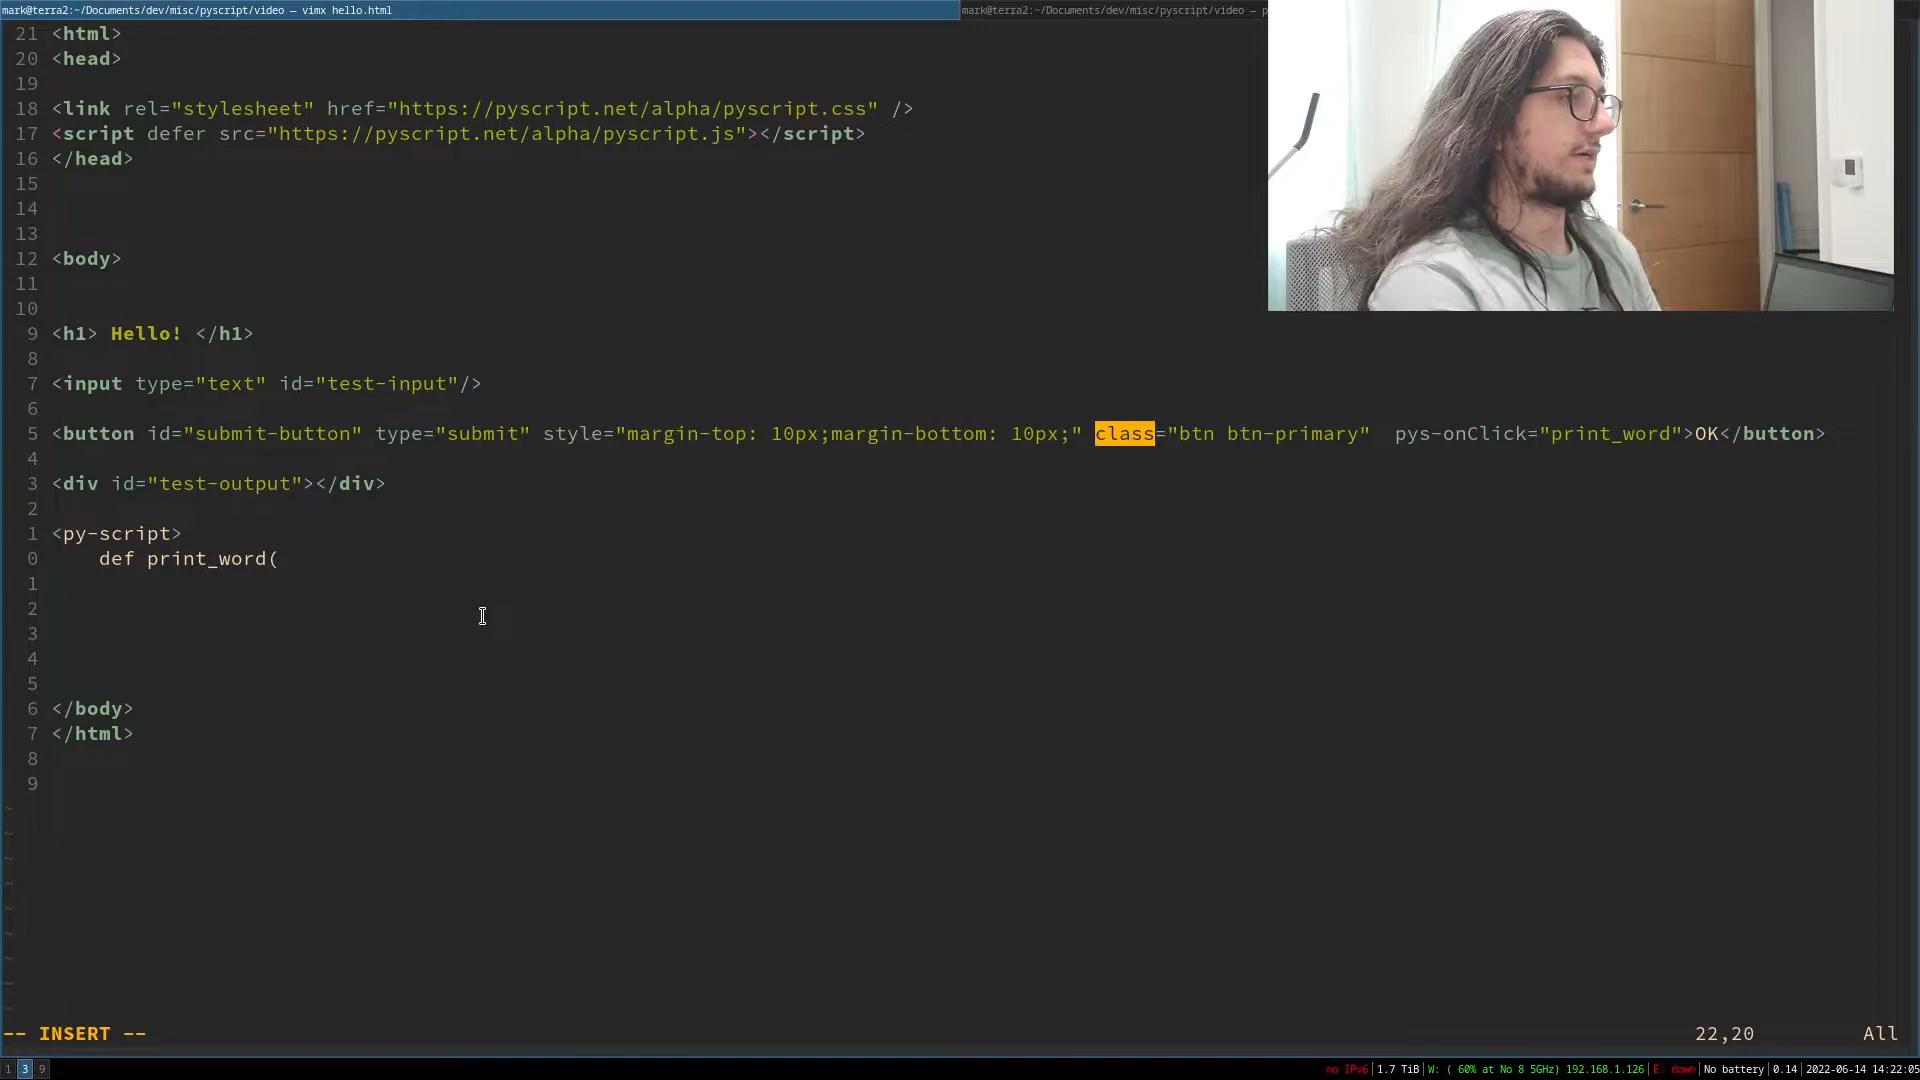 mark@terra2:~/Documents/dev/misc/pyscript/video — vimx hello.html
mark@terra2:~/Documents/dev/misc/pyscript/video — p
21 <html>
20 <head>
19
18 <link rel="stylesheet" href="https://pyscript.net/alpha/pyscript.css" />
17 <script defer src="https://pyscript.net/alpha/pyscript.js"></script>
16 </head>
15
14
13
12 <body>
11
10
9 <h1> Hello! </h1>
8
7 <input type="text" id="test-input"/>
6
5 <button id="submit-button" type="submit" style="margin-top: 10px;margin-bottom: 10px;" class="btn btn-primary"  pys-onClick="print_word">OK</button>
4
3 <div id="test-output"></div>
2
1 <py-script>
0     def print_word(
1
2
3
4
5
6 </body>
7 </html>
8
9
~
~
~
~
~
~
~
~
~
-- INSERT -- 22,20 All
1 3 9 no IPv6|1.7 TiB|W: ( 60% at No 8 5GHz) 192.168.1.126|E: down|No battery|0.14|2022-06-14 14:22:05